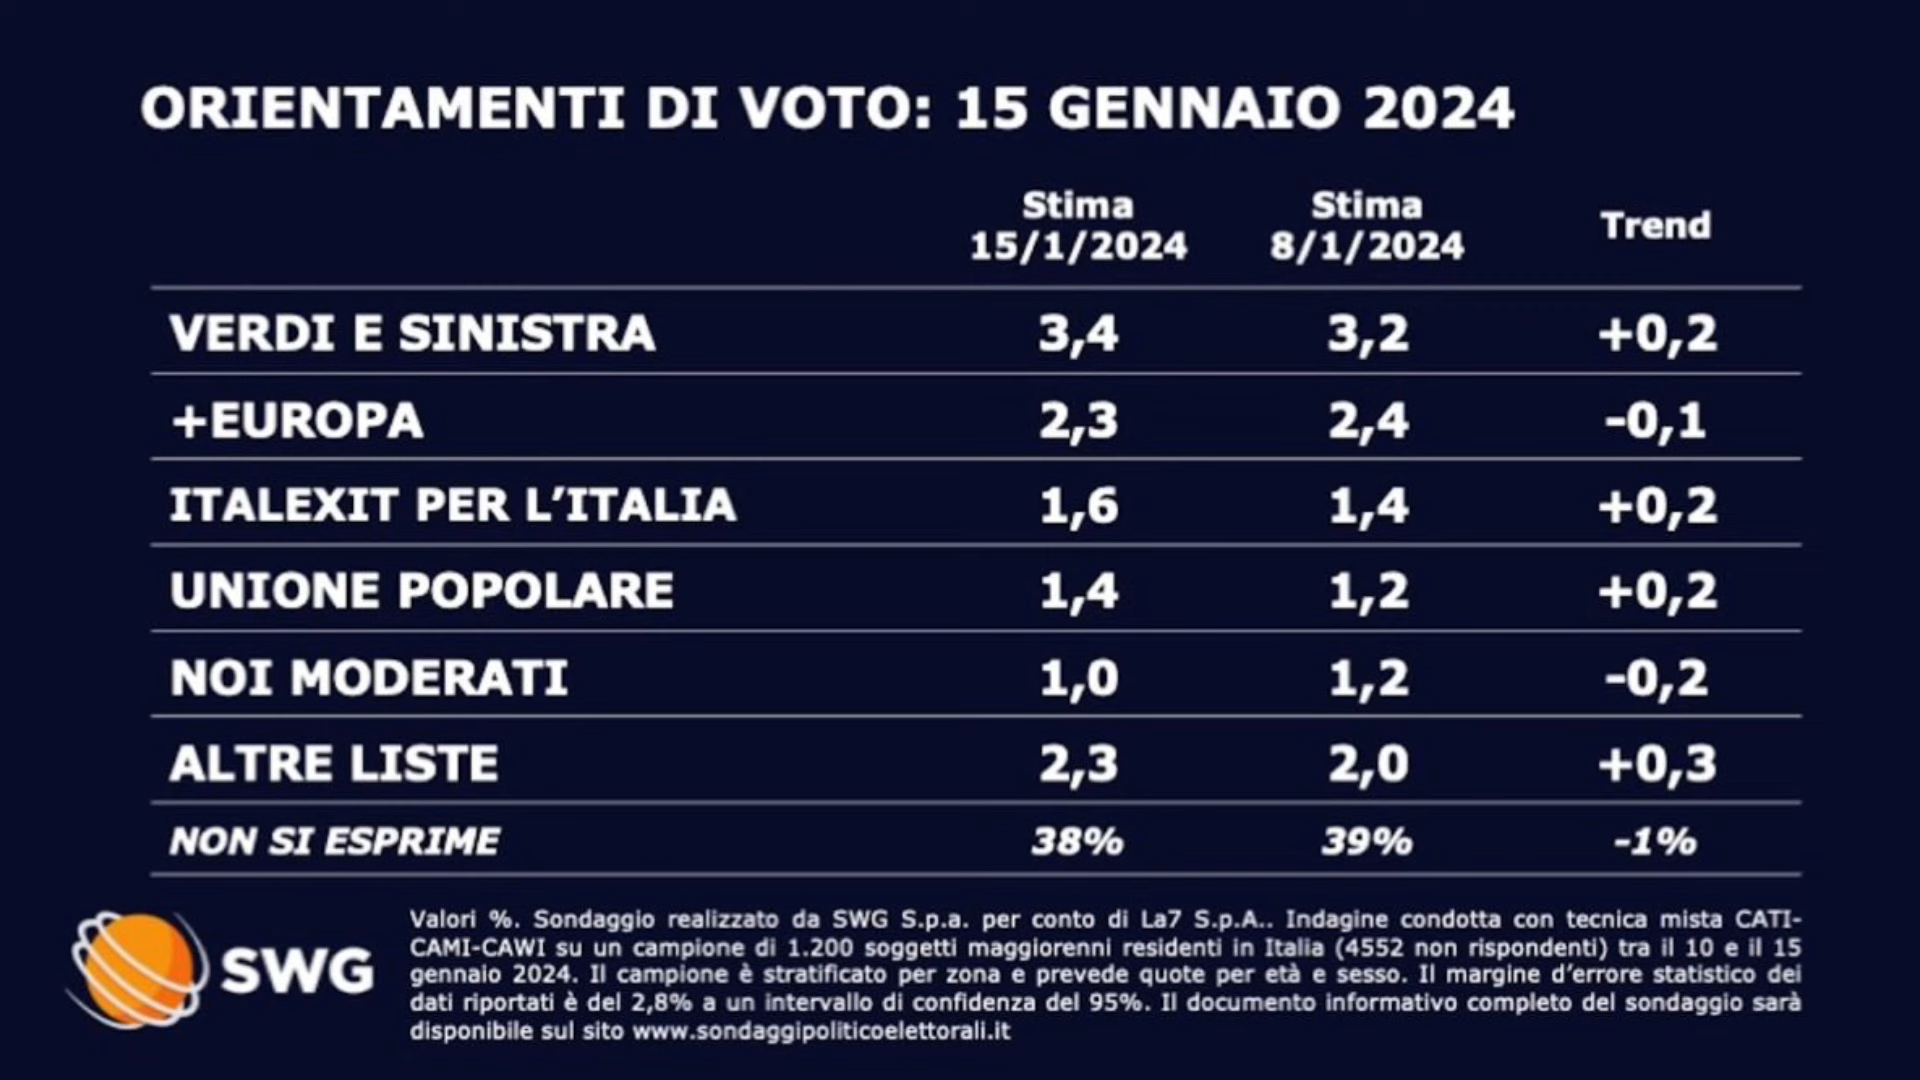 ORIENTAMENTI DI VOTO: 15 GENNAIO 2024
Stima 15/1/2024 Stima 8/1/2024 Trend
VERDI E SINISTRA 3,4 3,2 +0,2
+EUROPA 2,3 2,4 -0,1
ITALEXIT PER L’ITALIA 1,6 1,4 +0,2
UNIONE POPOLARE 1,4 1,2 +0,2
NOI MODERATI 1,0 1,2 -0,2
ALTRE LISTE 2,3 2,0 +0,3
NON SI ESPRIME 38% 39% -1%
SWG
Valori %. Sondaggio realizzato da SWG S.p.a. per conto di La7 S.p.A.. Indagine condotta con tecnica mista CATI-
CAMI-CAWI su un campione di 1.200 soggetti maggiorenni residenti in Italia (4552 non rispondenti) tra il 10 e il 15
gennaio 2024. Il campione è stratificato per zona e prevede quote per età e sesso. Il margine d’errore statistico dei
dati riportati è del 2,8% a un intervallo di confidenza del 95%. Il documento informativo completo del sondaggio sarà
disponibile sul sito www.sondaggipoliticoelettorali.it